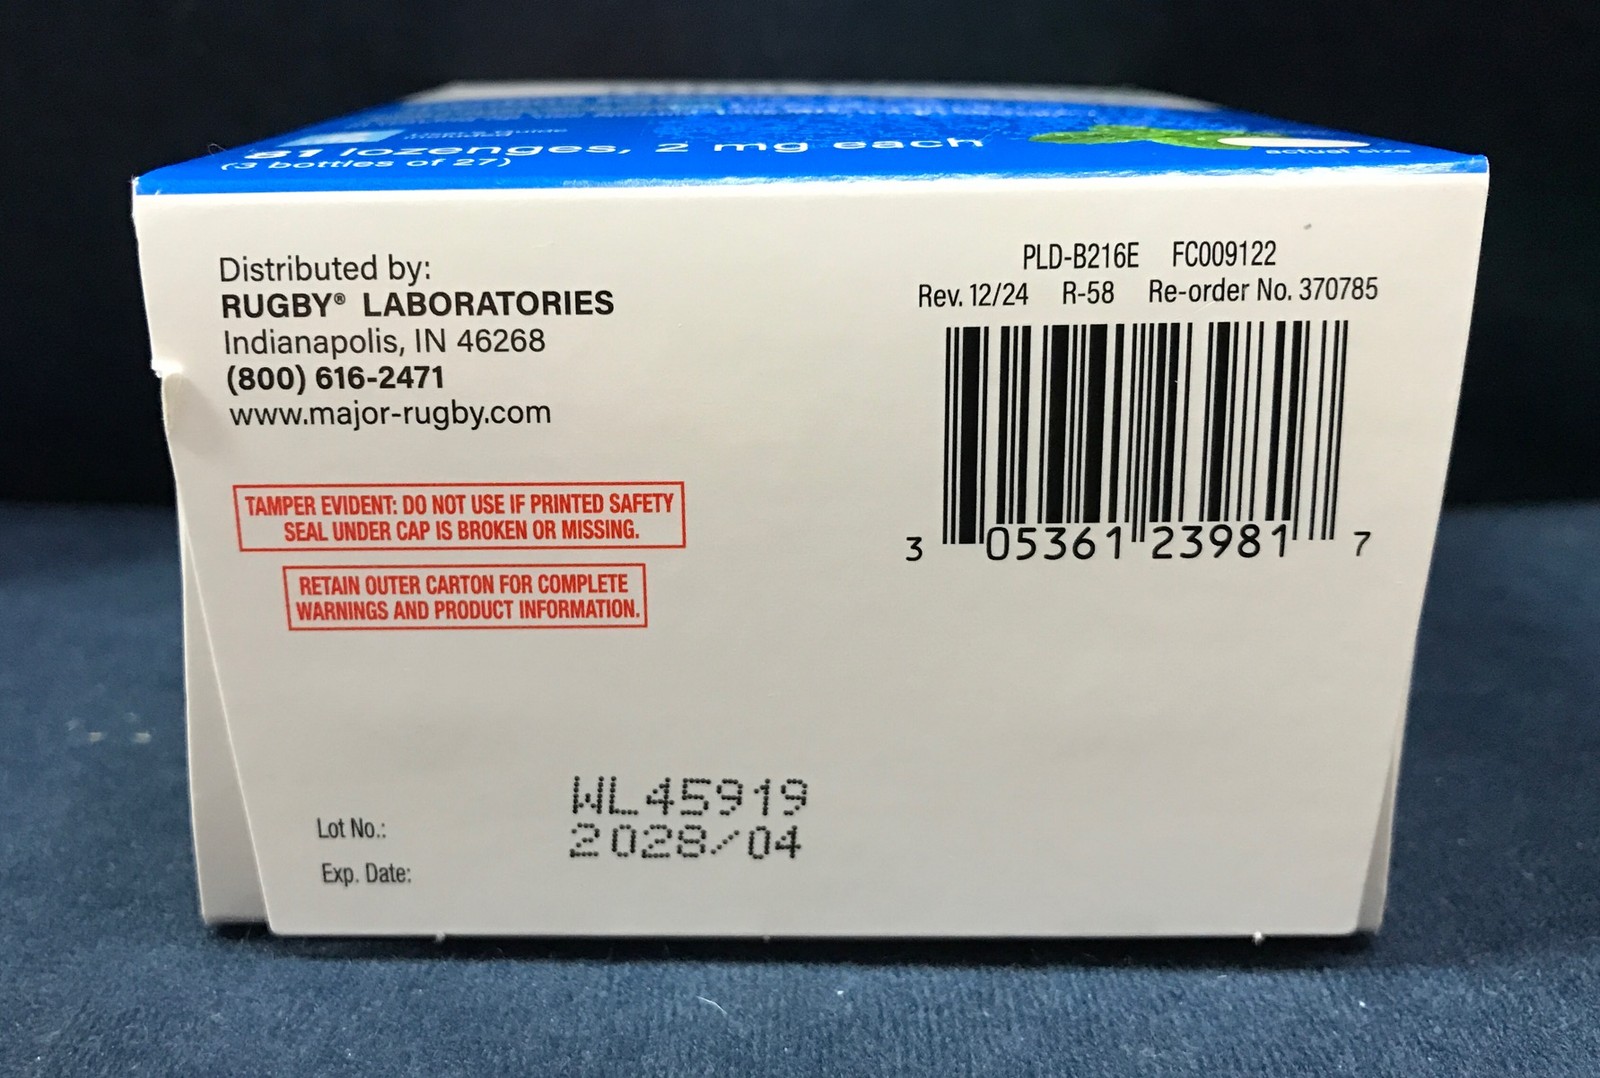 81 lozenges, 2 mg each
(3 bottles of 27)
actual size
Distributed by:
RUGBY® LABORATORIES
Indianapolis, IN 46268
(800) 616-2471
www.major-rugby.com
TAMPER EVIDENT: DO NOT USE IF PRINTED SAFETY
SEAL UNDER CAP IS BROKEN OR MISSING.
RETAIN OUTER CARTON FOR COMPLETE
WARNINGS AND PRODUCT INFORMATION.
PLD-B216E FC009122
Rev. 12/24 R-58 Re-order No. 370785
3 05361 23981 7
WL45919
Lot No.:
2028/04
Exp. Date: